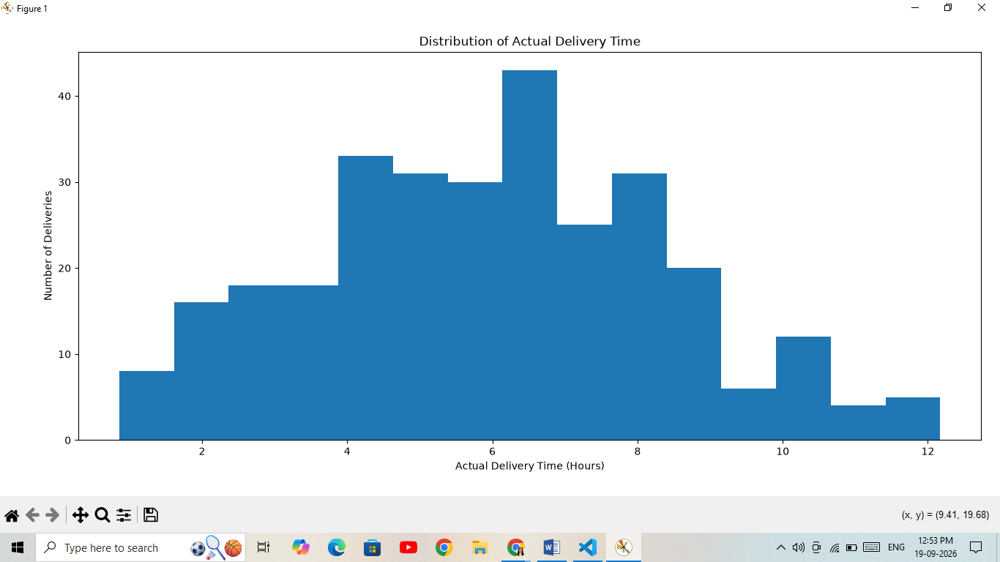 Figure 1
Distribution of Actual Delivery Time
Number of Deliveries
40
30
20
10
0
2 4 6 8 10 12
Actual Delivery Time (Hours)
(x, y) = (9.41, 19.68)
Type here to search
ENG
12:53 PM
19-09-2026